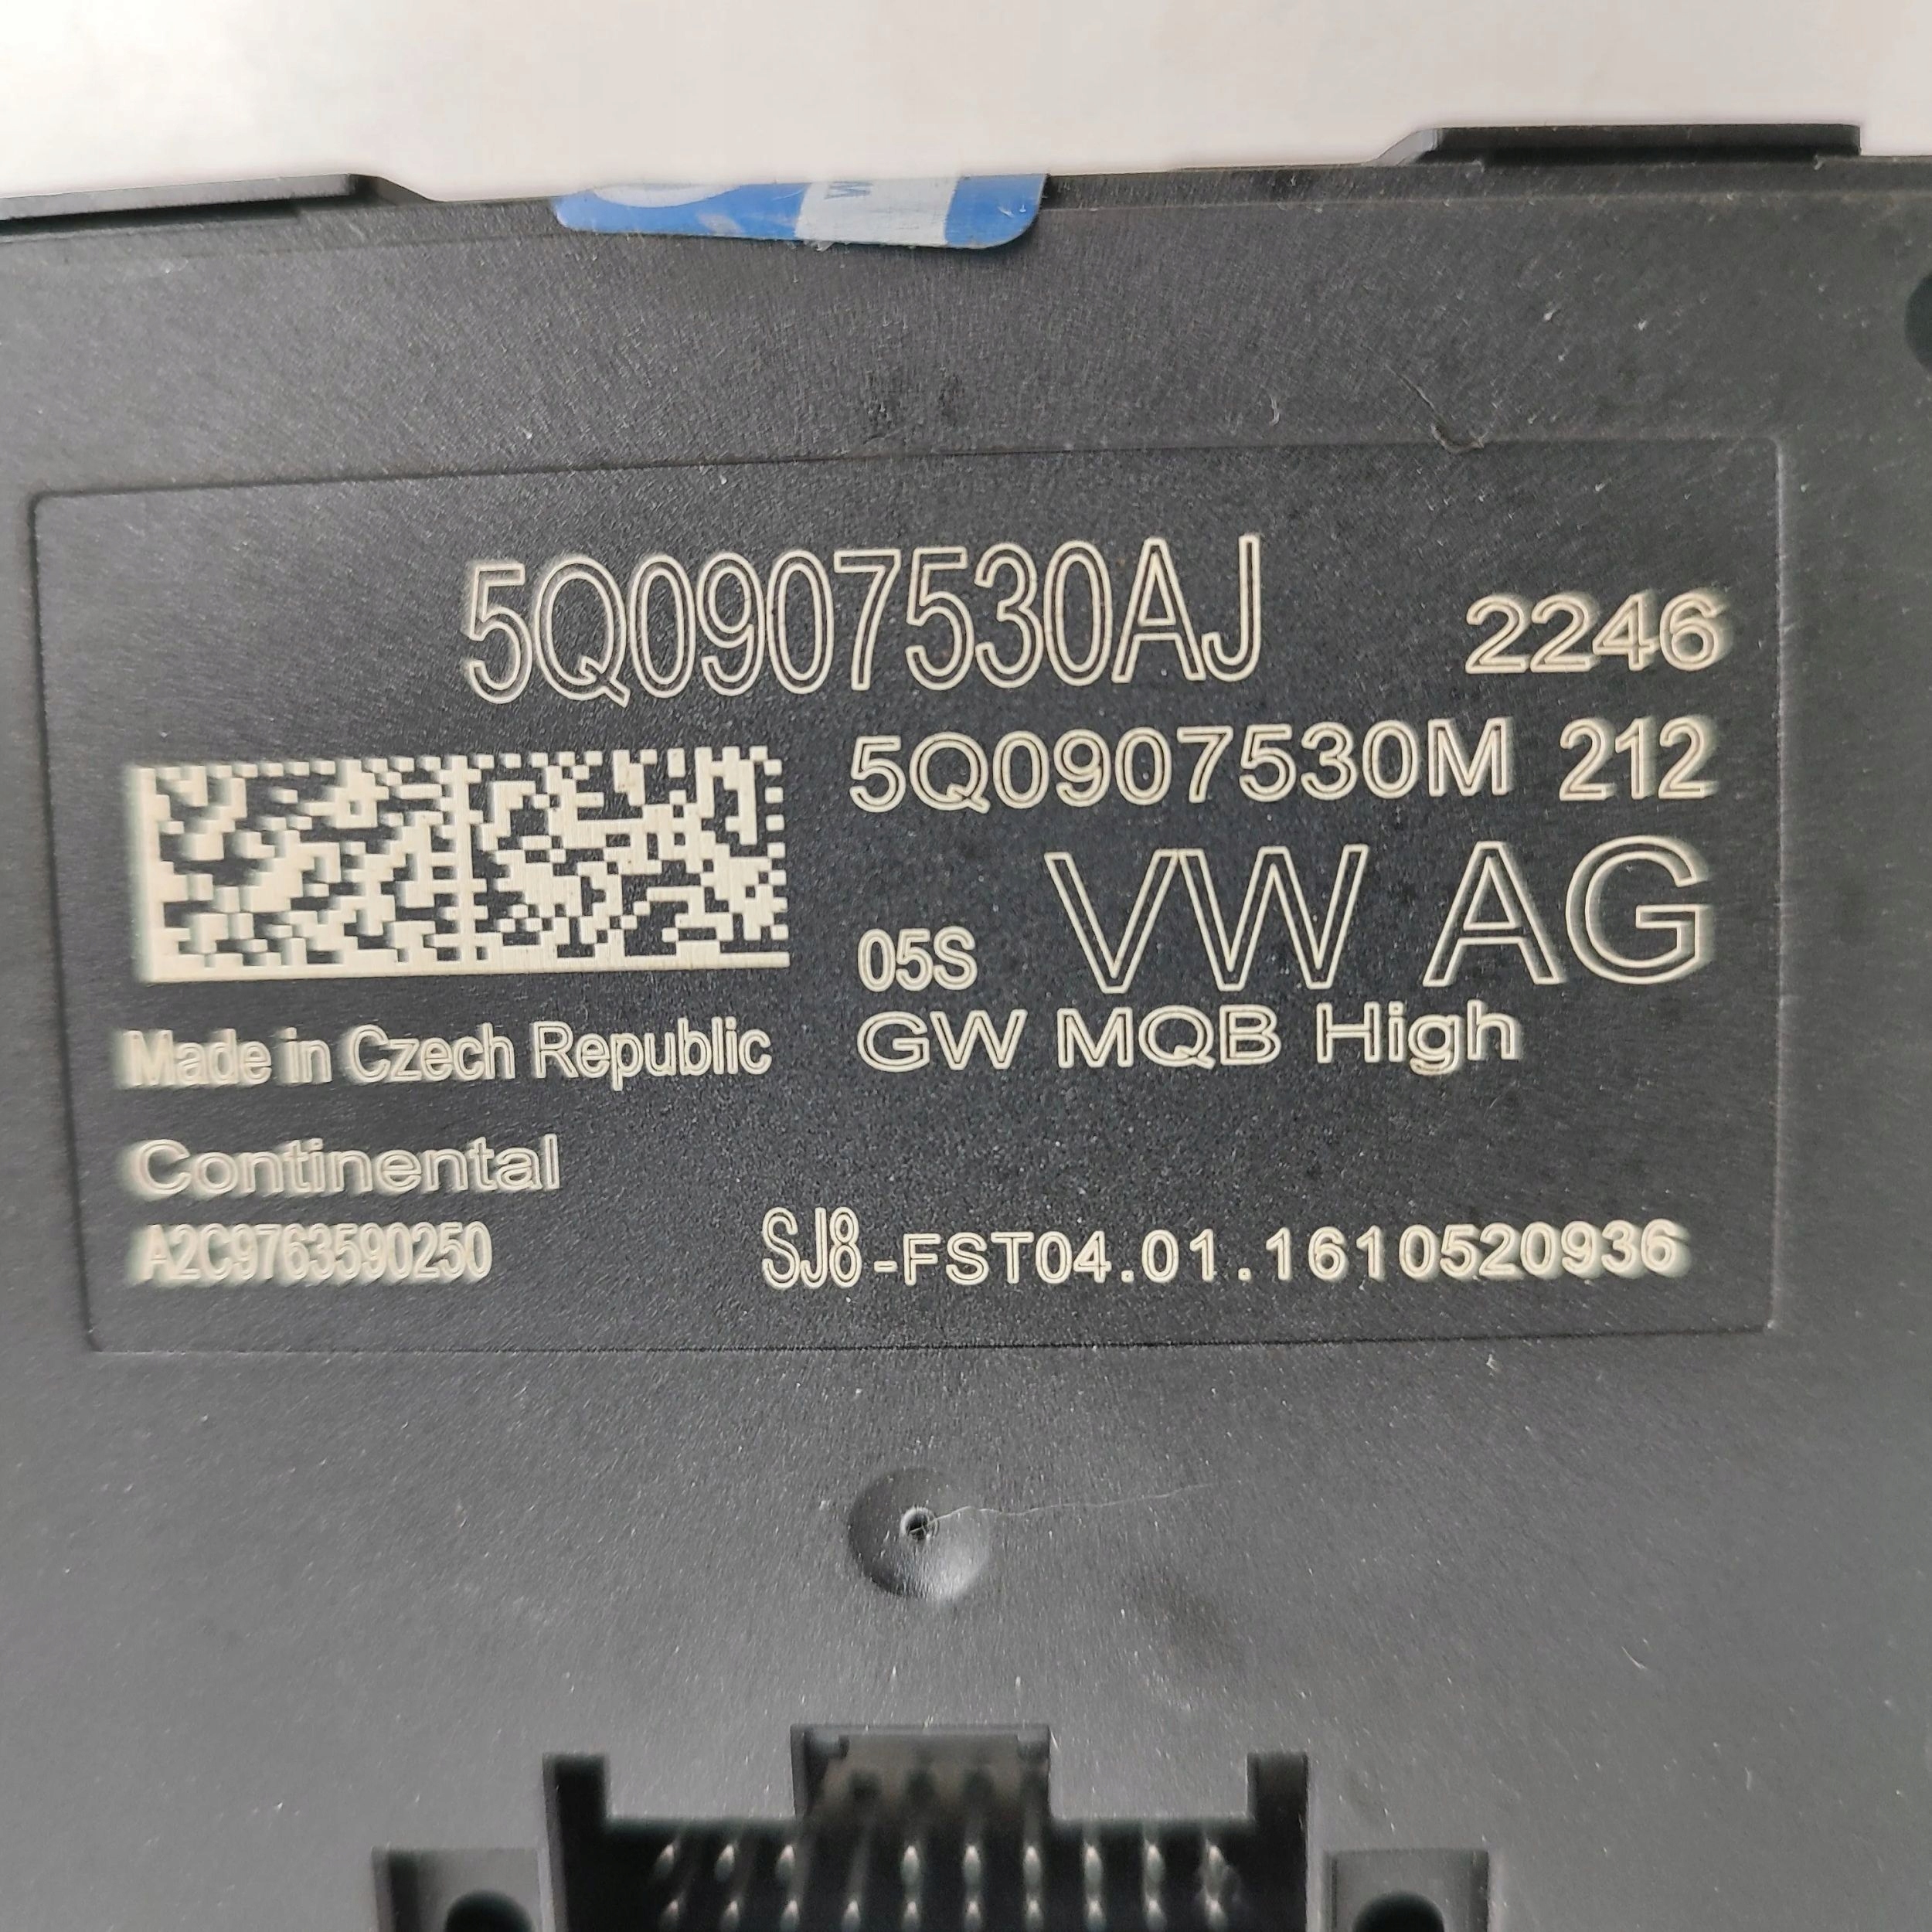 5Q0907530AJ
2246
5Q0907530M 212
05S VW AG
GW MQB High
Made in Czech Republic
Continental
A2C9763590250
SJ8-FST04.01.1610520936